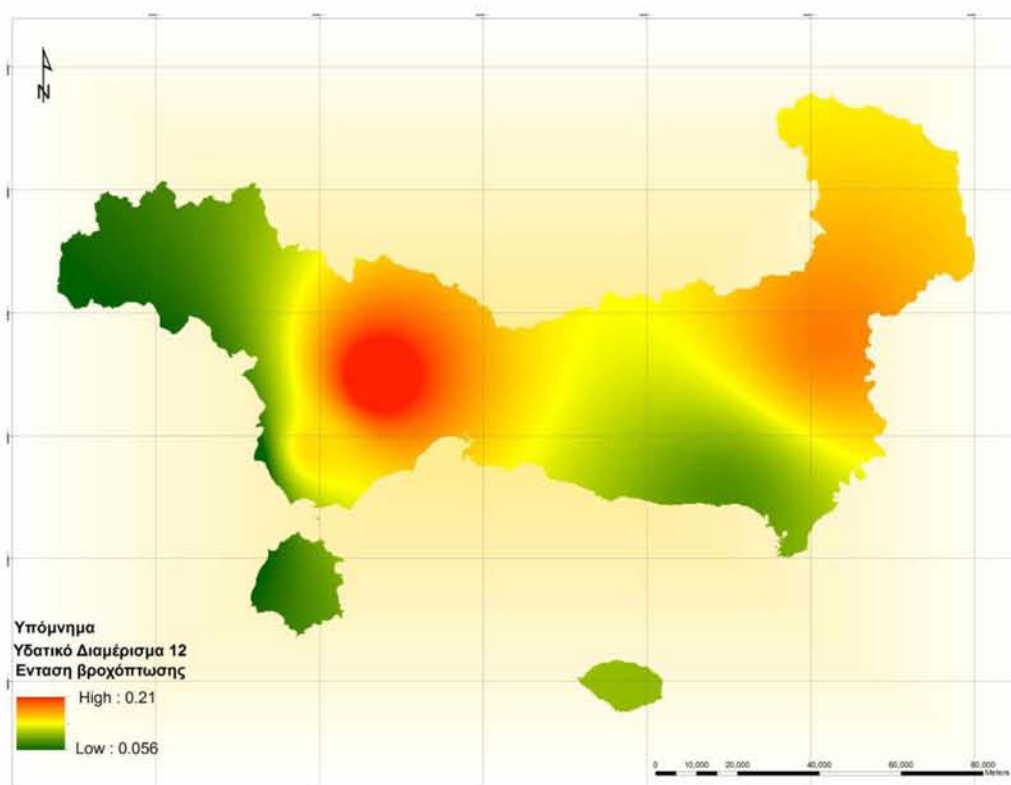 N
Υπόμνημα
Υδατικό Διαμέρισμα 12
Ενταση βροχόπτωσης
High : 0.21
Low : 0.056
0 10,000 20,000 40,000 60,000 80,000
Meters